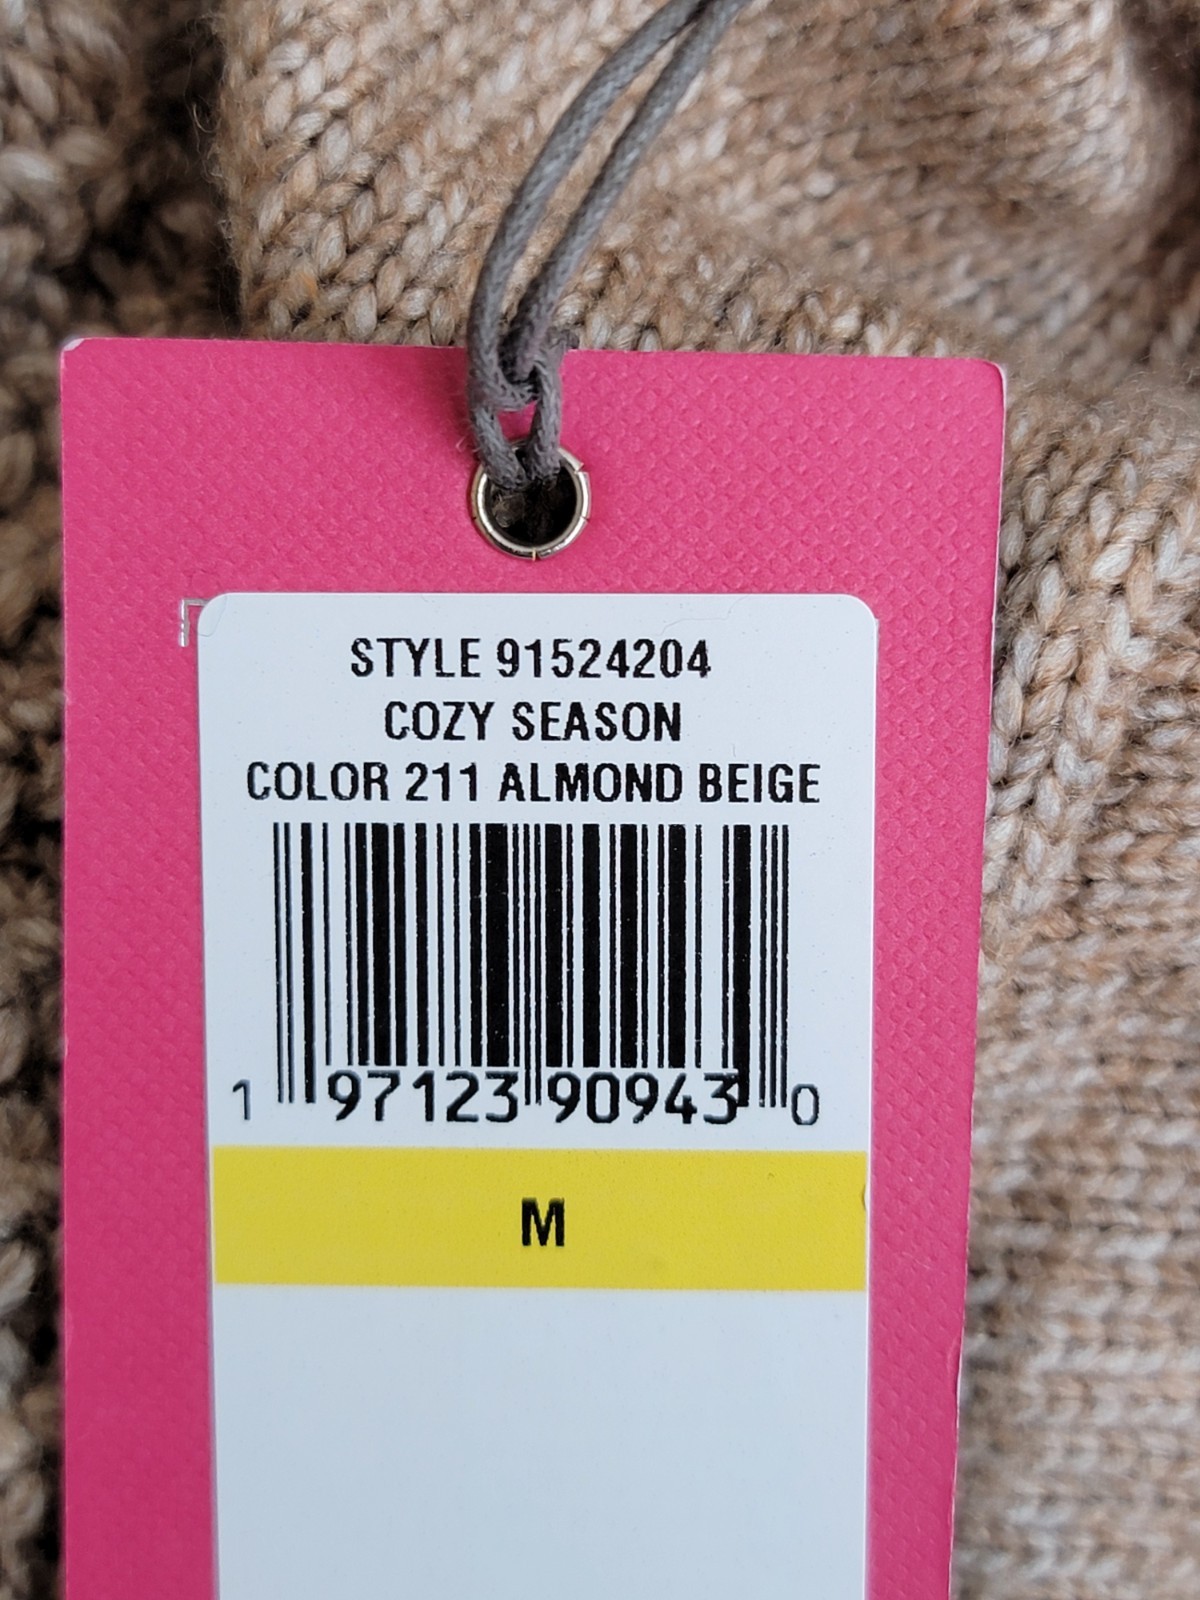 STYLE 91524204
COZY SEASON
COLOR 211 ALMOND BEIGE
1 97123 90943 0
M